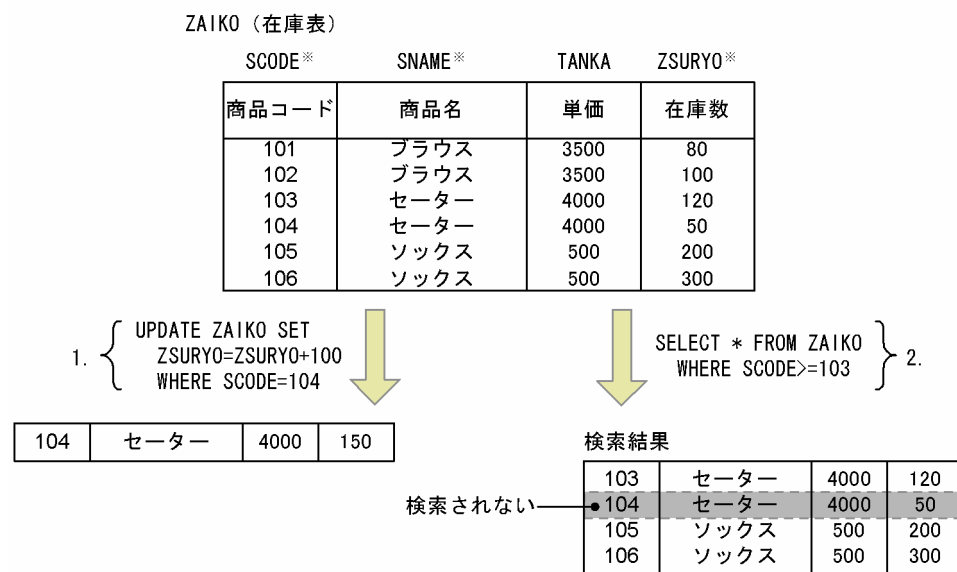 ZAIKO（在庫表）
SCODE※ SNAME※ TANKA ZSURYO※
商品コード 商品名 単価 在庫数
101 ブラウス 3500 80
102 ブラウス 3500 100
103 セーター 4000 120
104 セーター 4000 50
105 ソックス 500 200
106 ソックス 500 300
1. UPDATE ZAIKO SET
ZSURYO=ZSURYO+100
WHERE SCODE=104
SELECT * FROM ZAIKO
WHERE SCODE>=103
2.
104 セーター 4000 150
検索結果
103 セーター 4000 120
検索されない 104 セーター 4000 50
105 ソックス 500 200
106 ソックス 500 300